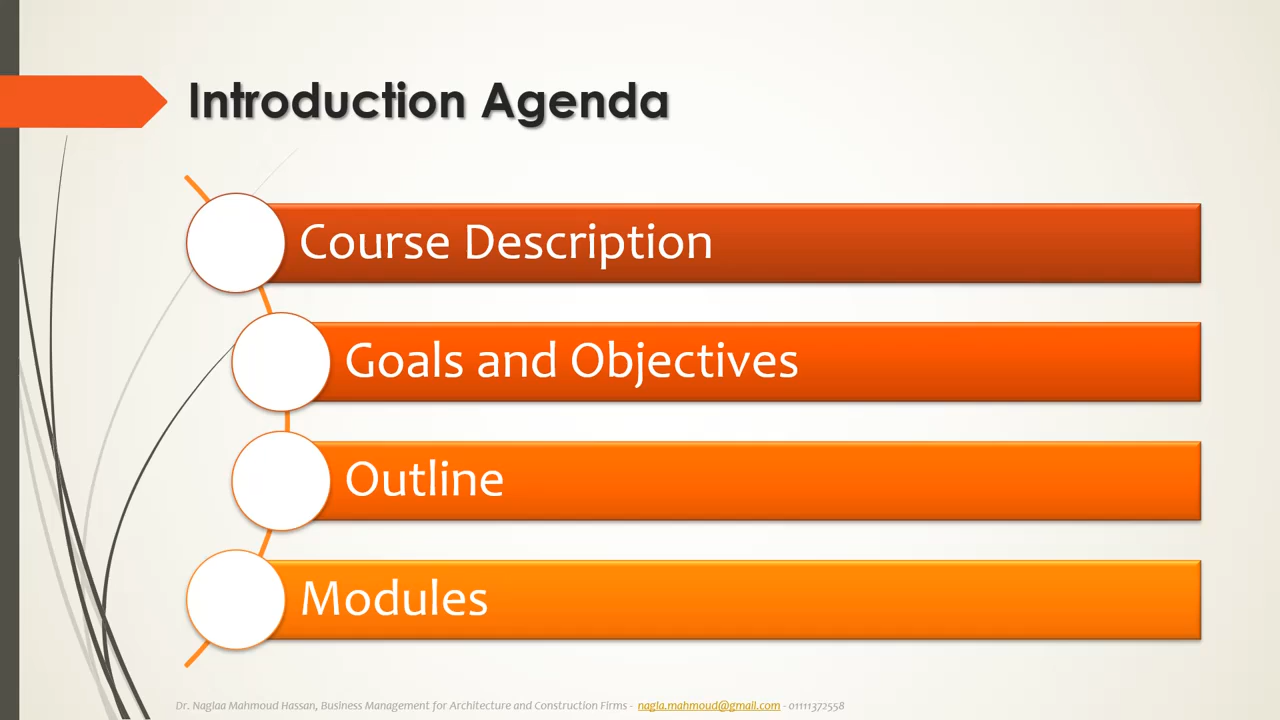 Introduction Agenda
Course Description
Goals and Objectives
Outline
Modules
Dr. Naglaa Mahmoud Hassan, Business Management for Architecture and Construction Firms - nagla.mahmoud@gmail.com - 01111372558